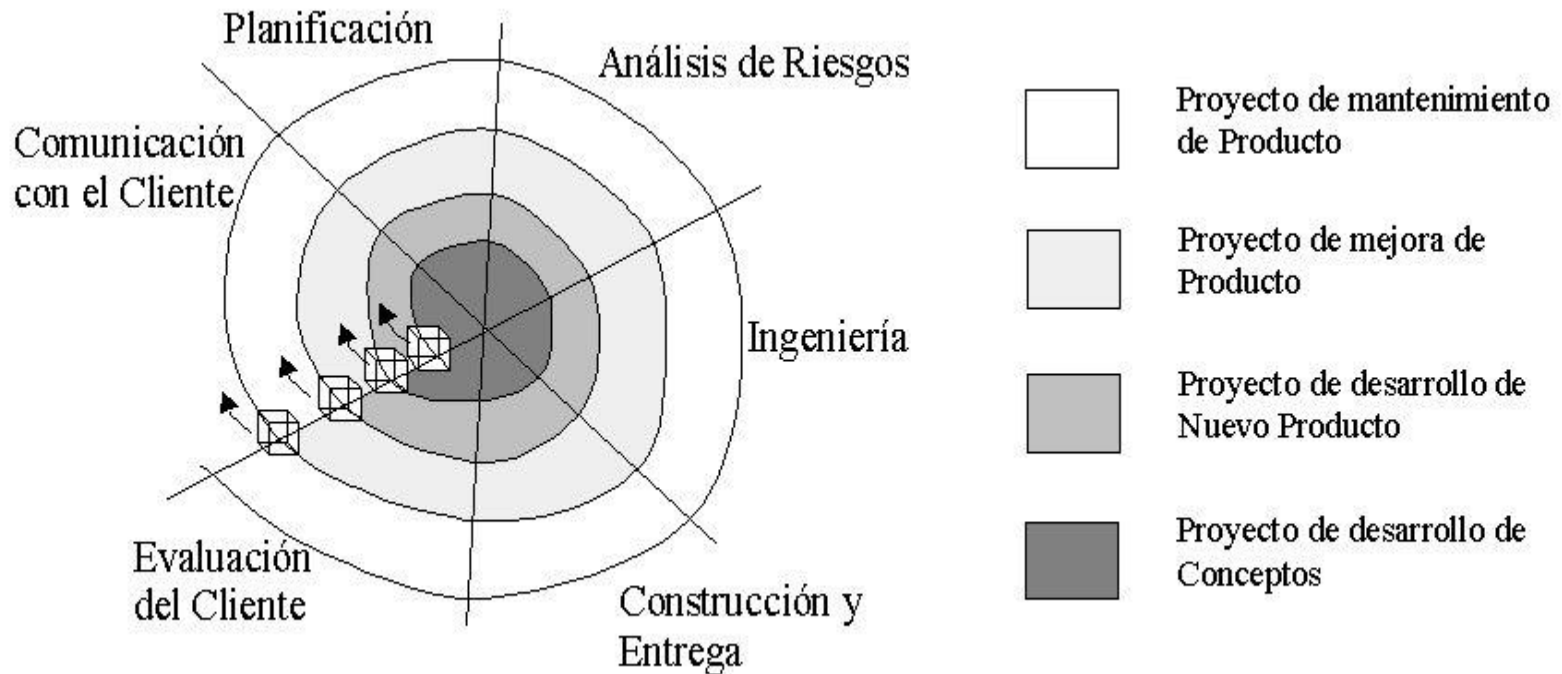 Planificación
Análisis de Riesgos
Comunicación
con el Cliente
Ingeniería
Evaluación
del Cliente
Construcción y
Entrega
Proyecto de mantenimiento
de Producto
Proyecto de mejora de
Producto
Proyecto de desarrollo de
Nuevo Producto
Proyecto de desarrollo de
Conceptos